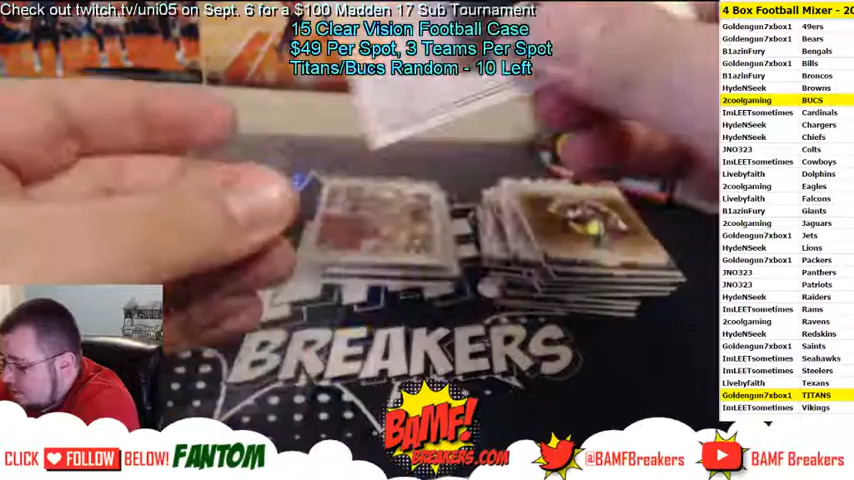 Check out twitch.tv/uni05 on Sept. 6 for a $100 Madden 17 Sub Tournament
15 Clear Vision Football Case
$49 Per Spot, 3 Teams Per Spot
Titans/Bucs Random - 10 Left
4 Box Football Mixer - 20
Goldengun7xbox1 49ers
Goldengun7xbox1 Bears
B1azinFury Bengals
Goldengun7xbox1 Bills
B1azinFury Broncos
HydeNSeek Browns
2coolgaming BUCS
ImLEETsometimes Cardinals
HydeNSeek Chargers
HydeNSeek Chiefs
JNO323 Colts
ImLEETsometimes Cowboys
Livebyfaith Dolphins
2coolgaming Eagles
Livebyfaith Falcons
B1azinFury Giants
2coolgaming Jaguars
Goldengun7xbox1 Jets
HydeNSeek Lions
Goldengun7xbox1 Packers
JNO323 Panthers
JNO323 Patriots
HydeNSeek Raiders
ImLEETsometimes Rams
2coolgaming Ravens
HydeNSeek Redskins
Goldengun7xbox1 Saints
ImLEETsometimes Seahawks
ImLEETsometimes Steelers
Livebyfaith Texans
Goldengun7xbox1 TITANS
ImLEETsometimes Vikings
BREAKERS
CLICK FOLLOW BELOW! FANTOM
BAMF!
BREAKERS.COM
@BAMFBreakers
BAMF Breakers